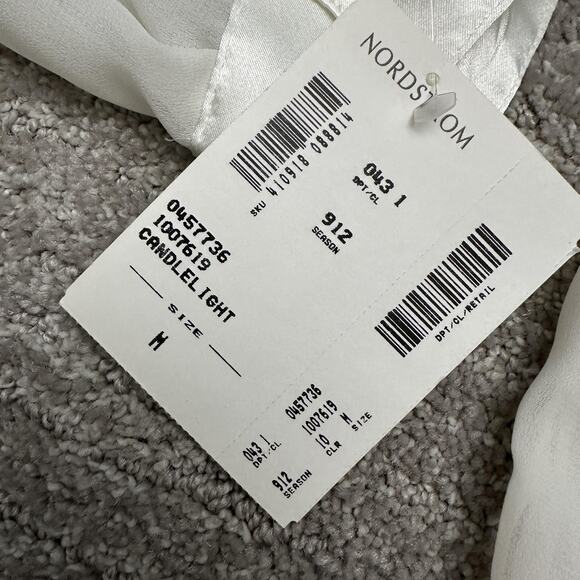 NORDSTROM
SKU 410918 089814
043 1
DPT/CL
912
SEASON
0457736
1007619
CANDLELIGHT
SIZE
M
DPT/CL/RETAIL
043 1
DPT/CL
0457736
1007619
10
CLR
M
SIZE
912
SEASON